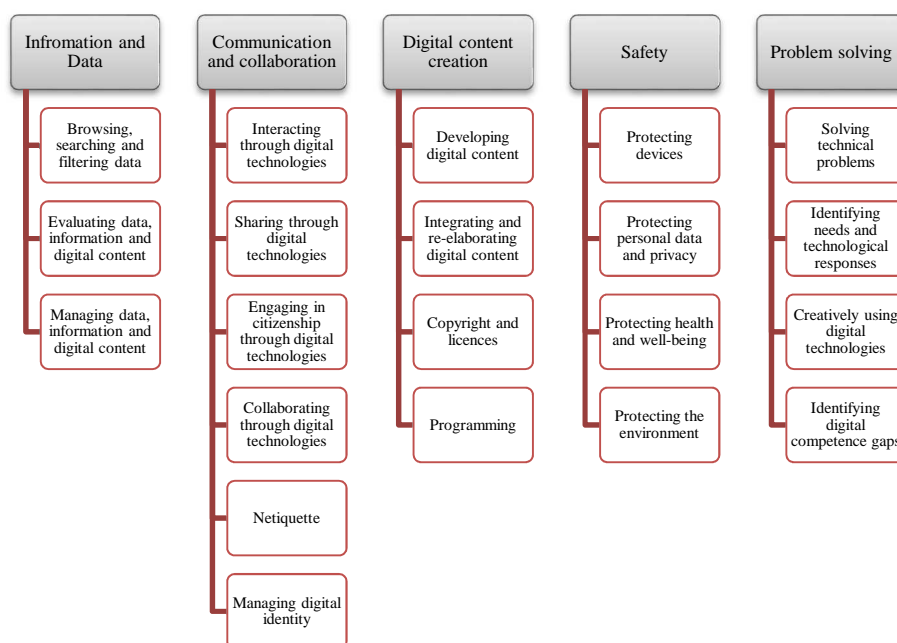 Infromation and
Data
Browsing,
searching and
filtering data
Evaluating data,
information and
digital content
Managing data,
information and
digital content
Communication
and collaboration
Interacting
through digital
technologies
Sharing through
digital
technologies
Engaging in
citizenship
through digital
technologies
Collaborating
through digital
technologies
Netiquette
Managing digital
identity
Digital content
creation
Developing
digital content
Integrating and
re-elaborating
digital content
Copyright and
licences
Programming
Safety
Protecting
devices
Protecting
personal data
and privacy
Protecting health
and well-being
Protecting the
environment
Problem solving
Solving
technical
problems
Identifying
needs and
technological
responses
Creatively using
digital
technologies
Identifying
digital
competence gaps